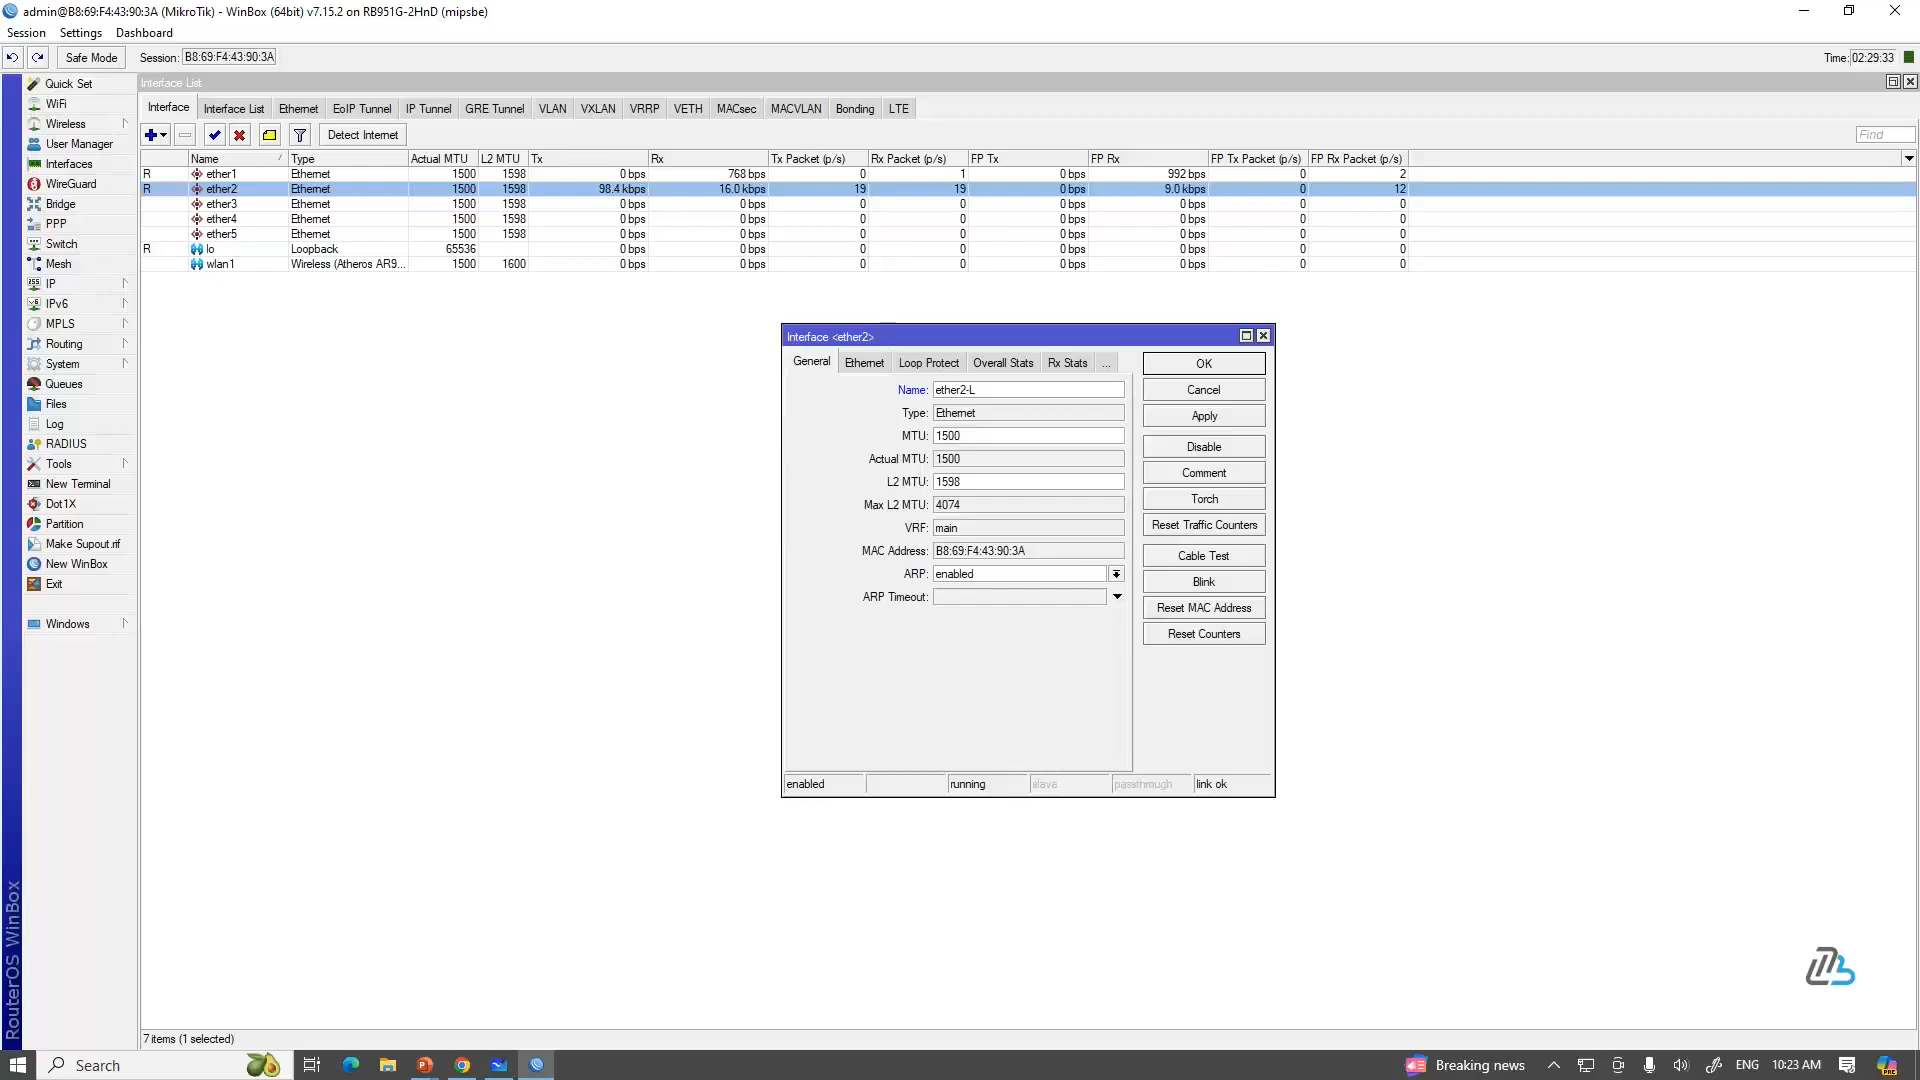 admin@B8:69:F4:43:90:3A (MikroTik) - WinBox (64bit) v7.15.2 on RB951G-2HnD (mipsbe)
Session Settings Dashboard
Safe Mode Session: B8:69:F4:43:90:3A Time: 02:29:33
Quick Set
WiFi
Wireless
User Manager
Interfaces
WireGuard
Bridge
PPP
Switch
Mesh
IP
IPv6
MPLS
Routing
System
Queues
Files
Log
RADIUS
Tools
New Terminal
Dot1X
Partition
Make Supout.rif
New WinBox
Exit
Windows
RouterOS WinBox
Interface List
Interface Interface List Ethernet EoIP Tunnel IP Tunnel GRE Tunnel VLAN VXLAN VRRP VETH MACsec MACVLAN Bonding LTE
Detect Internet Find
Name Type Actual MTU L2 MTU Tx Rx Tx Packet (p/s) Rx Packet (p/s) FP Tx FP Rx FP Tx Packet (p/s) FP Rx Packet (p/s)
R ether1 Ethernet 1500 1598 0 bps 768 bps 0 1 0 bps 992 bps 0 2
R ether2 Ethernet 1500 1598 98.4 kbps 16.0 kbps 19 19 0 bps 9.0 kbps 0 12
ether3 Ethernet 1500 1598 0 bps 0 bps 0 0 0 bps 0 bps 0 0
ether4 Ethernet 1500 1598 0 bps 0 bps 0 0 0 bps 0 bps 0 0
ether5 Ethernet 1500 1598 0 bps 0 bps 0 0 0 bps 0 bps 0 0
R lo Loopback 65536 0 bps 0 bps 0 0 0 bps 0 bps 0 0
wlan1 Wireless (Atheros AR9... 1500 1600 0 bps 0 bps 0 0 0 bps 0 bps 0 0
Interface <ether2>
General Ethernet Loop Protect Overall Stats Rx Stats ...
Name: ether2-L
Type: Ethernet
MTU: 1500
Actual MTU: 1500
L2 MTU: 1598
Max L2 MTU: 4074
VRF: main
MAC Address: B8:69:F4:43:90:3A
ARP: enabled
ARP Timeout:
OK
Cancel
Apply
Disable
Comment
Torch
Reset Traffic Counters
Cable Test
Blink
Reset MAC Address
Reset Counters
enabled running slave passthrough link ok
7 items (1 selected)
Search Breaking news ENG 10:23 AM